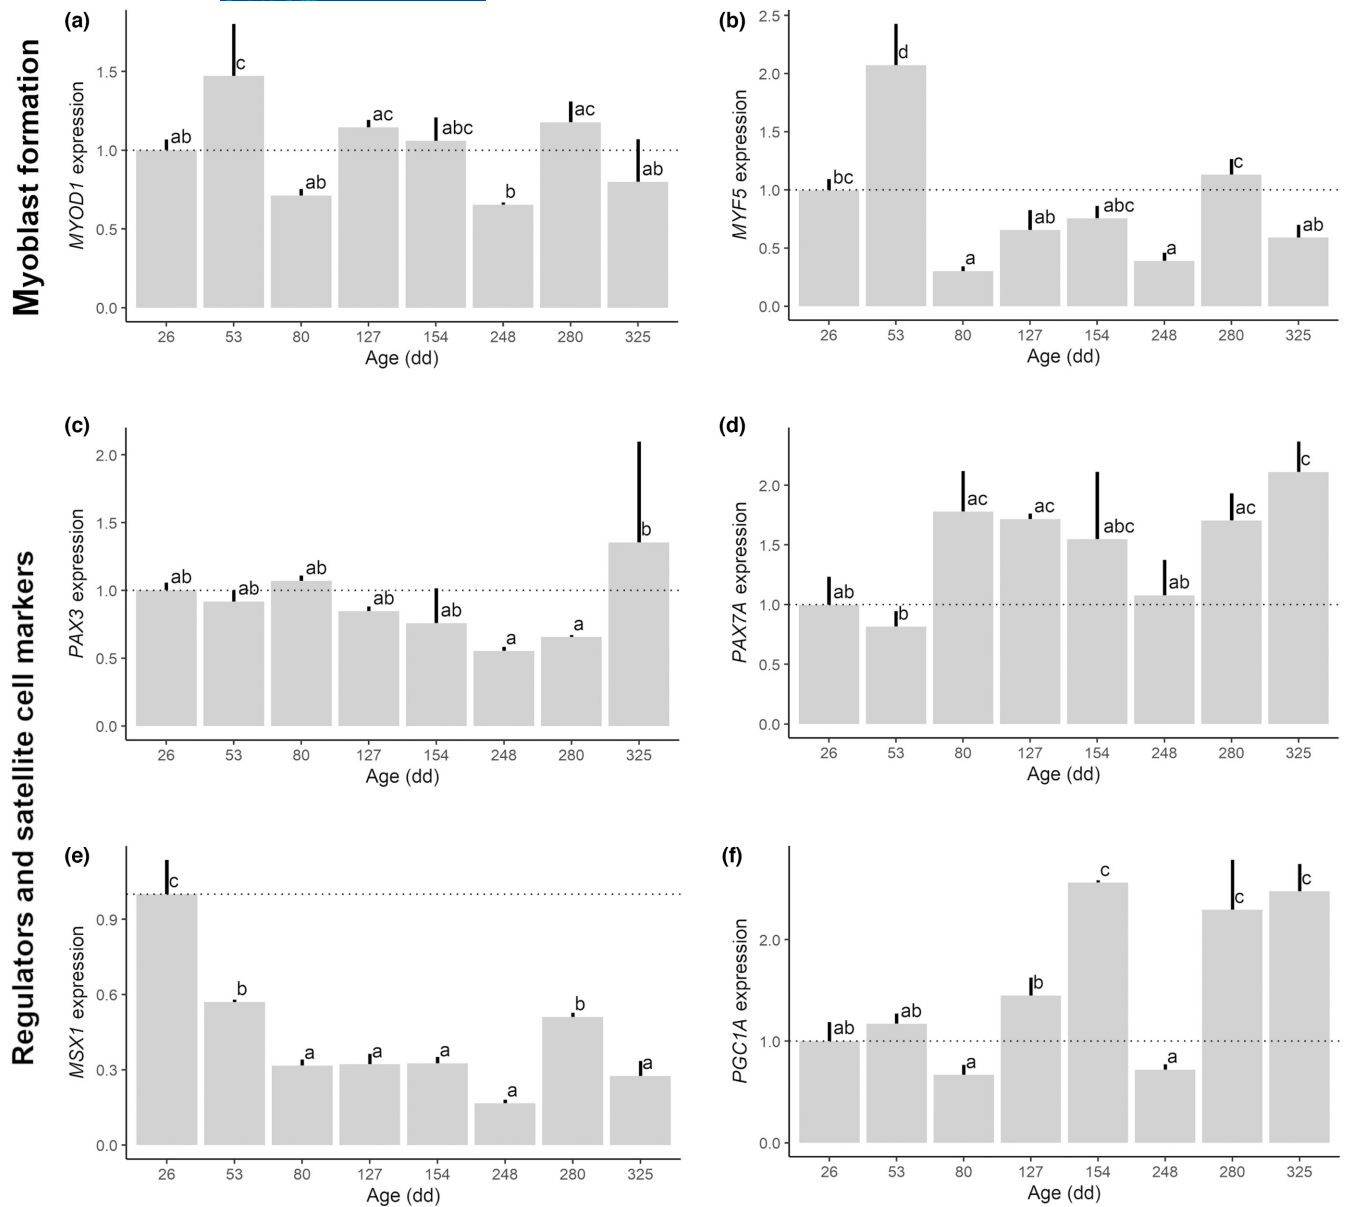 Myoblast formation
(a)
MYOD1 expression
1.5
1.0
0.5
0.0
ab
c
ab
ac
abc
b
ac
ab
26 53 80 127 154 248 280 325
Age (dd)
(b)
MYF5 expression
2.5
2.0
1.5
1.0
0.5
0.0
bc
d
a
ab
abc
a
c
ab
26 53 80 127 154 248 280 325
Age (dd)
Regulators and satellite cell markers
(c)
PAX3 expression
2.0
1.5
1.0
0.5
0.0
ab
ab
ab
ab
ab
a
a
b
26 53 80 127 154 248 280 325
Age (dd)
(d)
PAX7A expression
2.0
1.5
1.0
0.5
0.0
ab
b
ac
ac
abc
ab
ac
c
26 53 80 127 154 248 280 325
Age (dd)
(e)
MSX1 expression
0.9
0.6
0.3
0.0
c
b
a
a
a
a
b
a
26 53 80 127 154 248 280 325
Age (dd)
(f)
PGC1A expression
2.0
1.0
0.0
ab
ab
a
b
c
a
c
c
26 53 80 127 154 248 280 325
Age (dd)